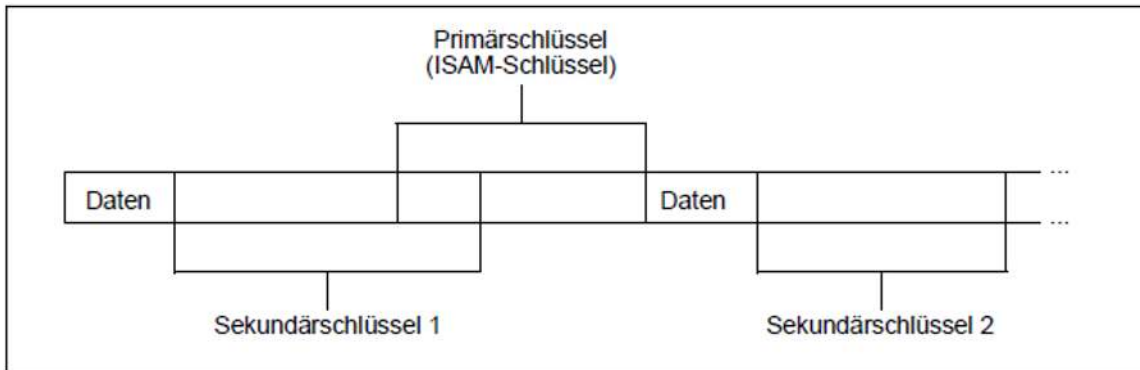 Primärschlüssel
(ISAM-Schlüssel)
Daten
Daten
...
...
Sekundärschlüssel 1
Sekundärschlüssel 2